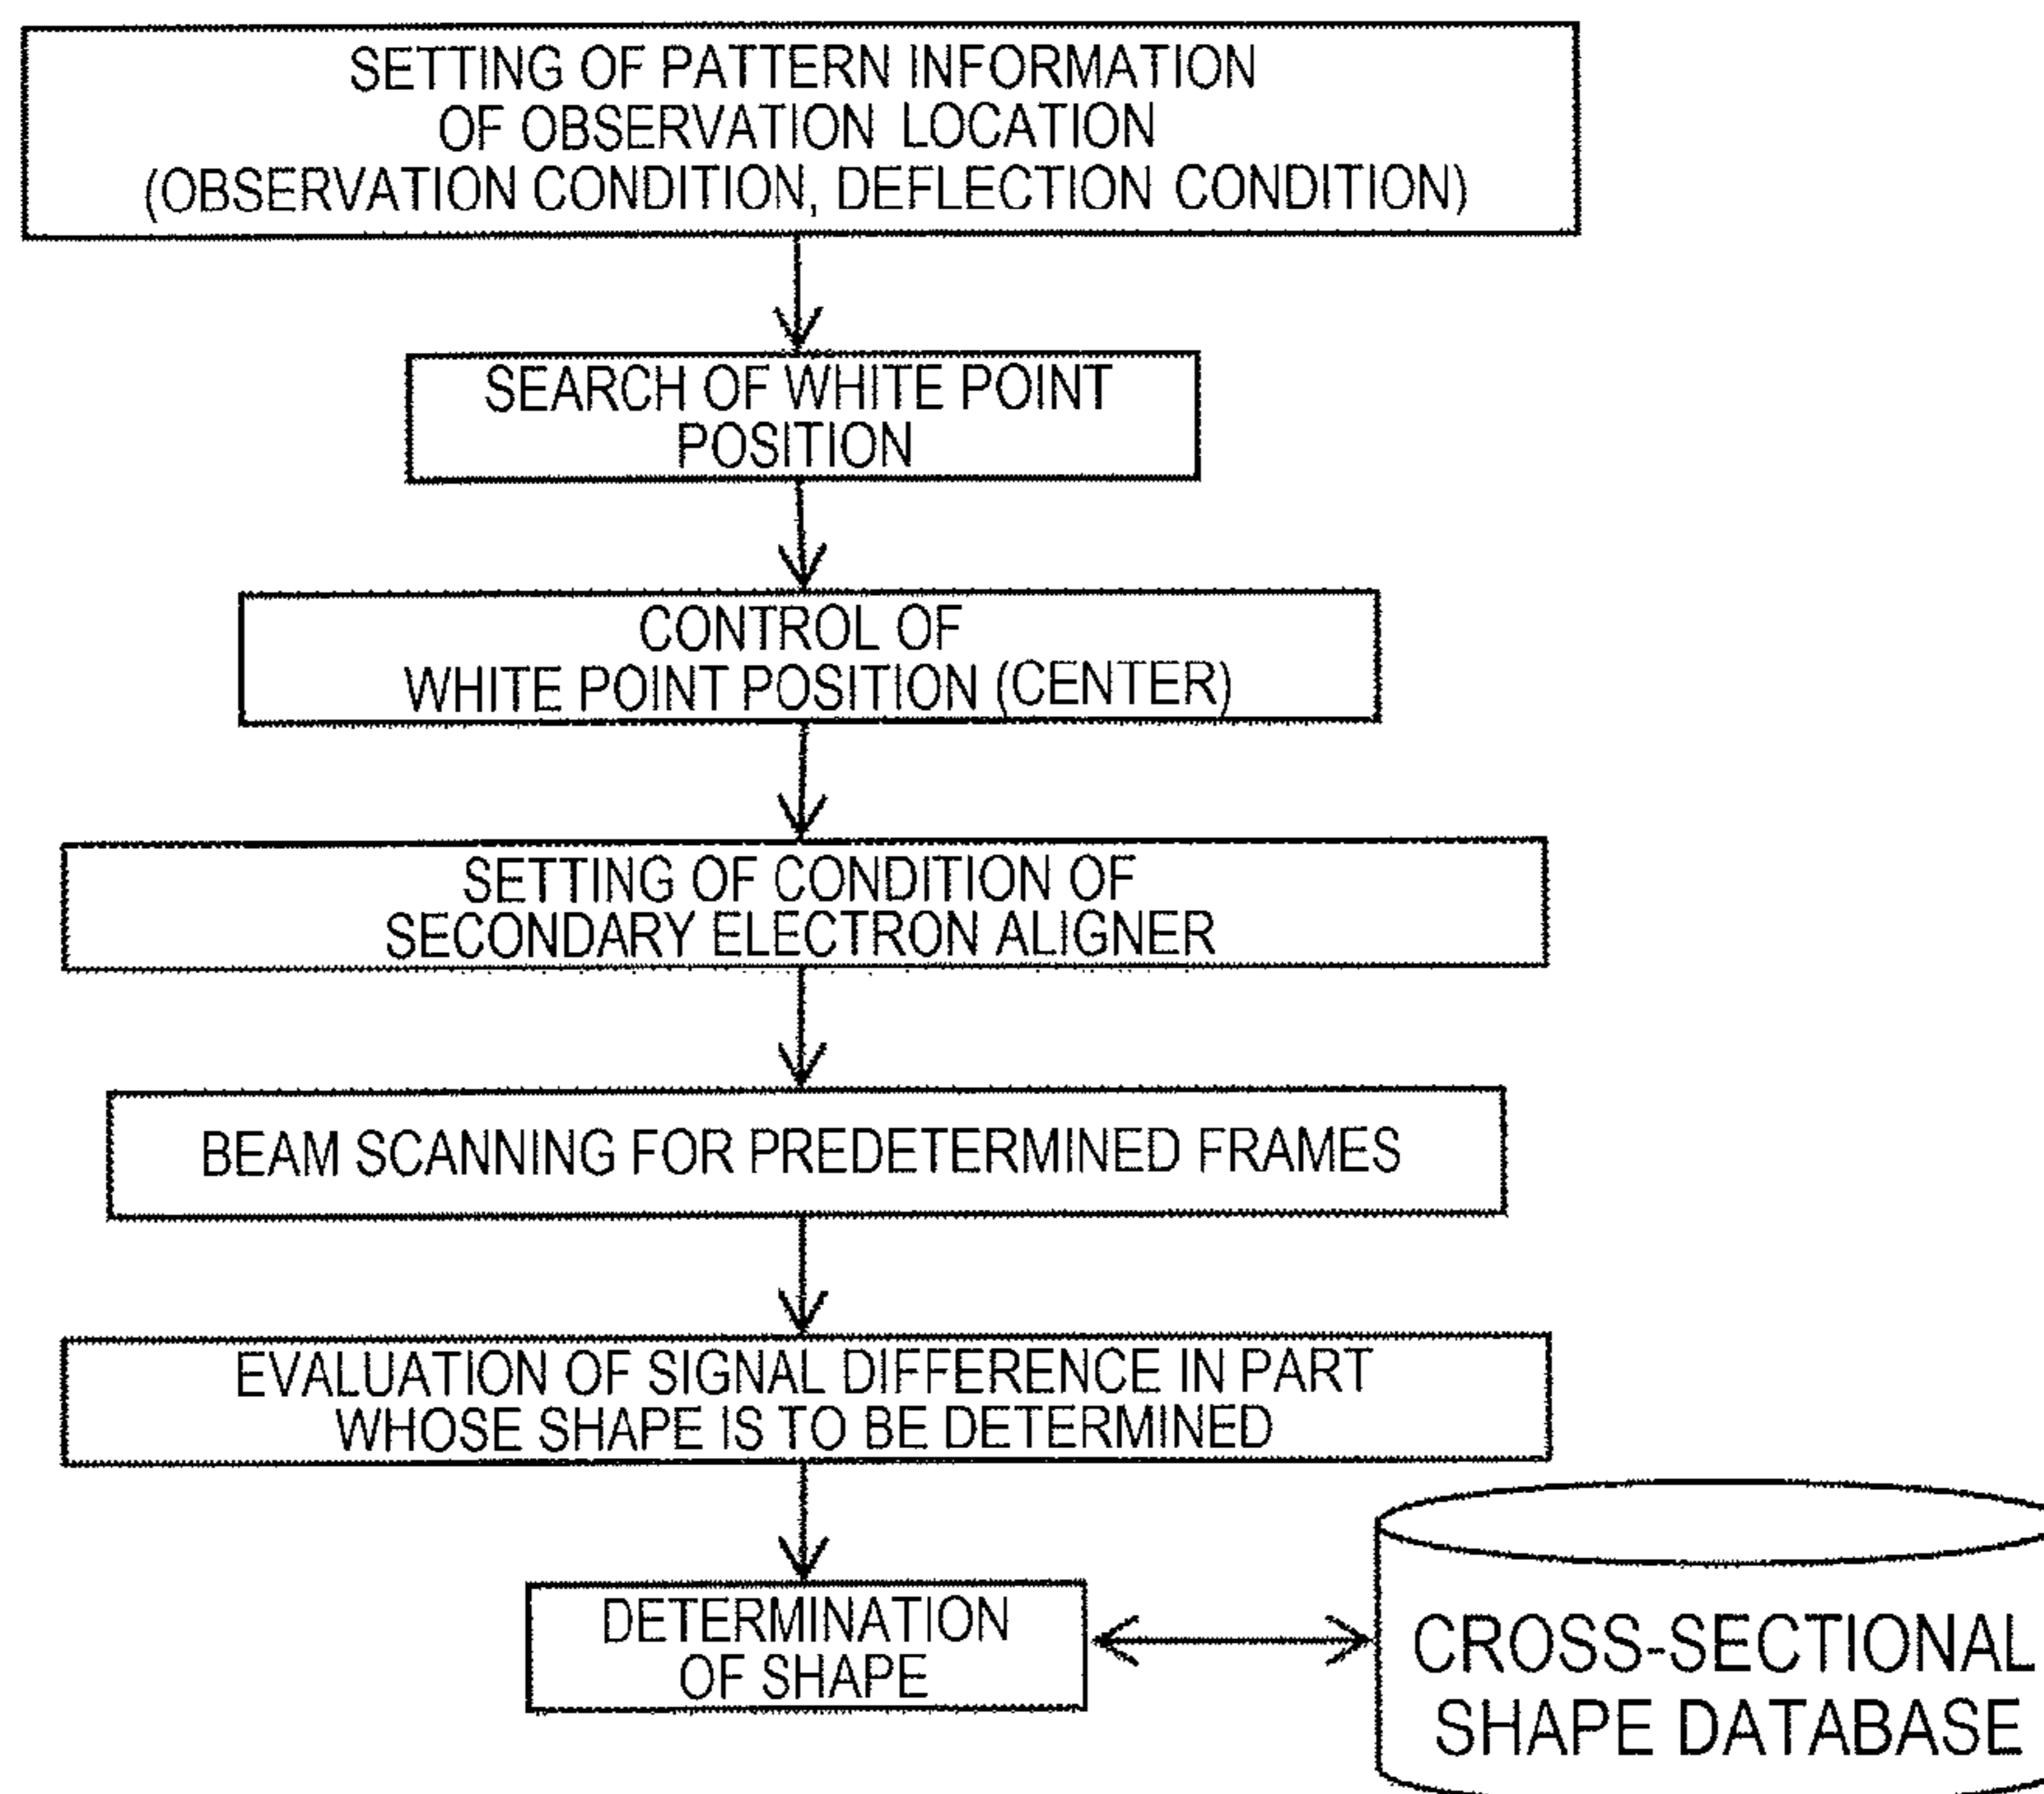 SETTING OF PATTERN INFORMATION
OF OBSERVATION LOCATION
(OBSERVATION CONDITION, DEFLECTION CONDITION)
SEARCH OF WHITE POINT
POSITION
CONTROL OF
WHITE POINT POSITION (CENTER)
SETTING OF CONDITION OF
SECONDARY ELECTRON ALIGNER
BEAM SCANNING FOR PREDETERMINED FRAMES
EVALUATION OF SIGNAL DIFFERENCE IN PART
WHOSE SHAPE IS TO BE DETERMINED
DETERMINATION
OF SHAPE
CROSS-SECTIONAL
SHAPE DATABASE